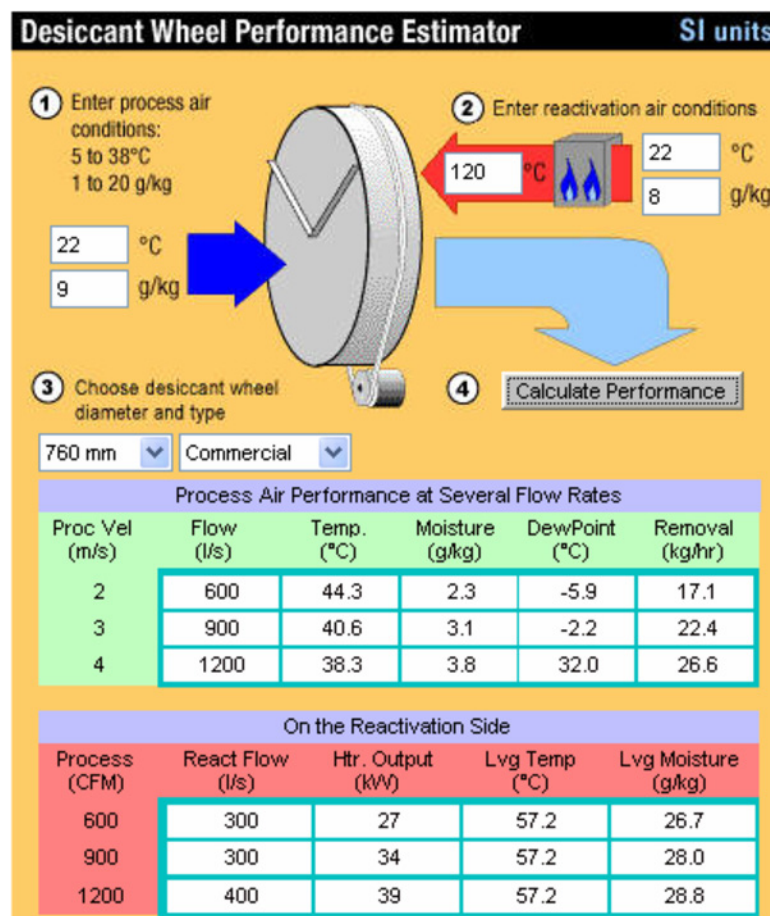 Desiccant Wheel Performance Estimator SI units
1 Enter process air
conditions:
5 to 38°C
1 to 20 g/kg
2 Enter reactivation air conditions
120 °C
22 °C
8 g/kg
22 °C
9 g/kg
3 Choose desiccant wheel
diameter and type
4 Calculate Performance
760 mm Commercial
Process Air Performance at Several Flow Rates
Proc Vel Flow Temp. Moisture DewPoint Removal
(m/s) (l/s) (°C) (g/kg) (°C) (kg/hr)
2 600 44.3 2.3 -5.9 17.1
3 900 40.6 3.1 -2.2 22.4
4 1200 38.3 3.8 32.0 26.6
On the Reactivation Side
Process React Flow Htr. Output Lvg Temp Lvg Moisture
(CFM) (l/s) (kW) (°C) (g/kg)
600 300 27 57.2 26.7
900 300 34 57.2 28.0
1200 400 39 57.2 28.8